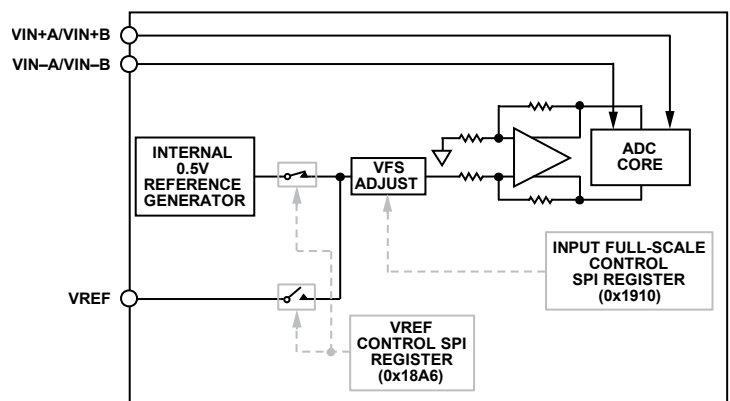 VIN+A/VIN+B
VIN–A/VIN–B
INTERNAL
0.5V
REFERENCE
GENERATOR
VFS
ADJUST
ADC
CORE
INPUT FULL-SCALE
CONTROL
SPI REGISTER
(0x1910)
VREF
VREF
CONTROL SPI
REGISTER
(0x18A6)